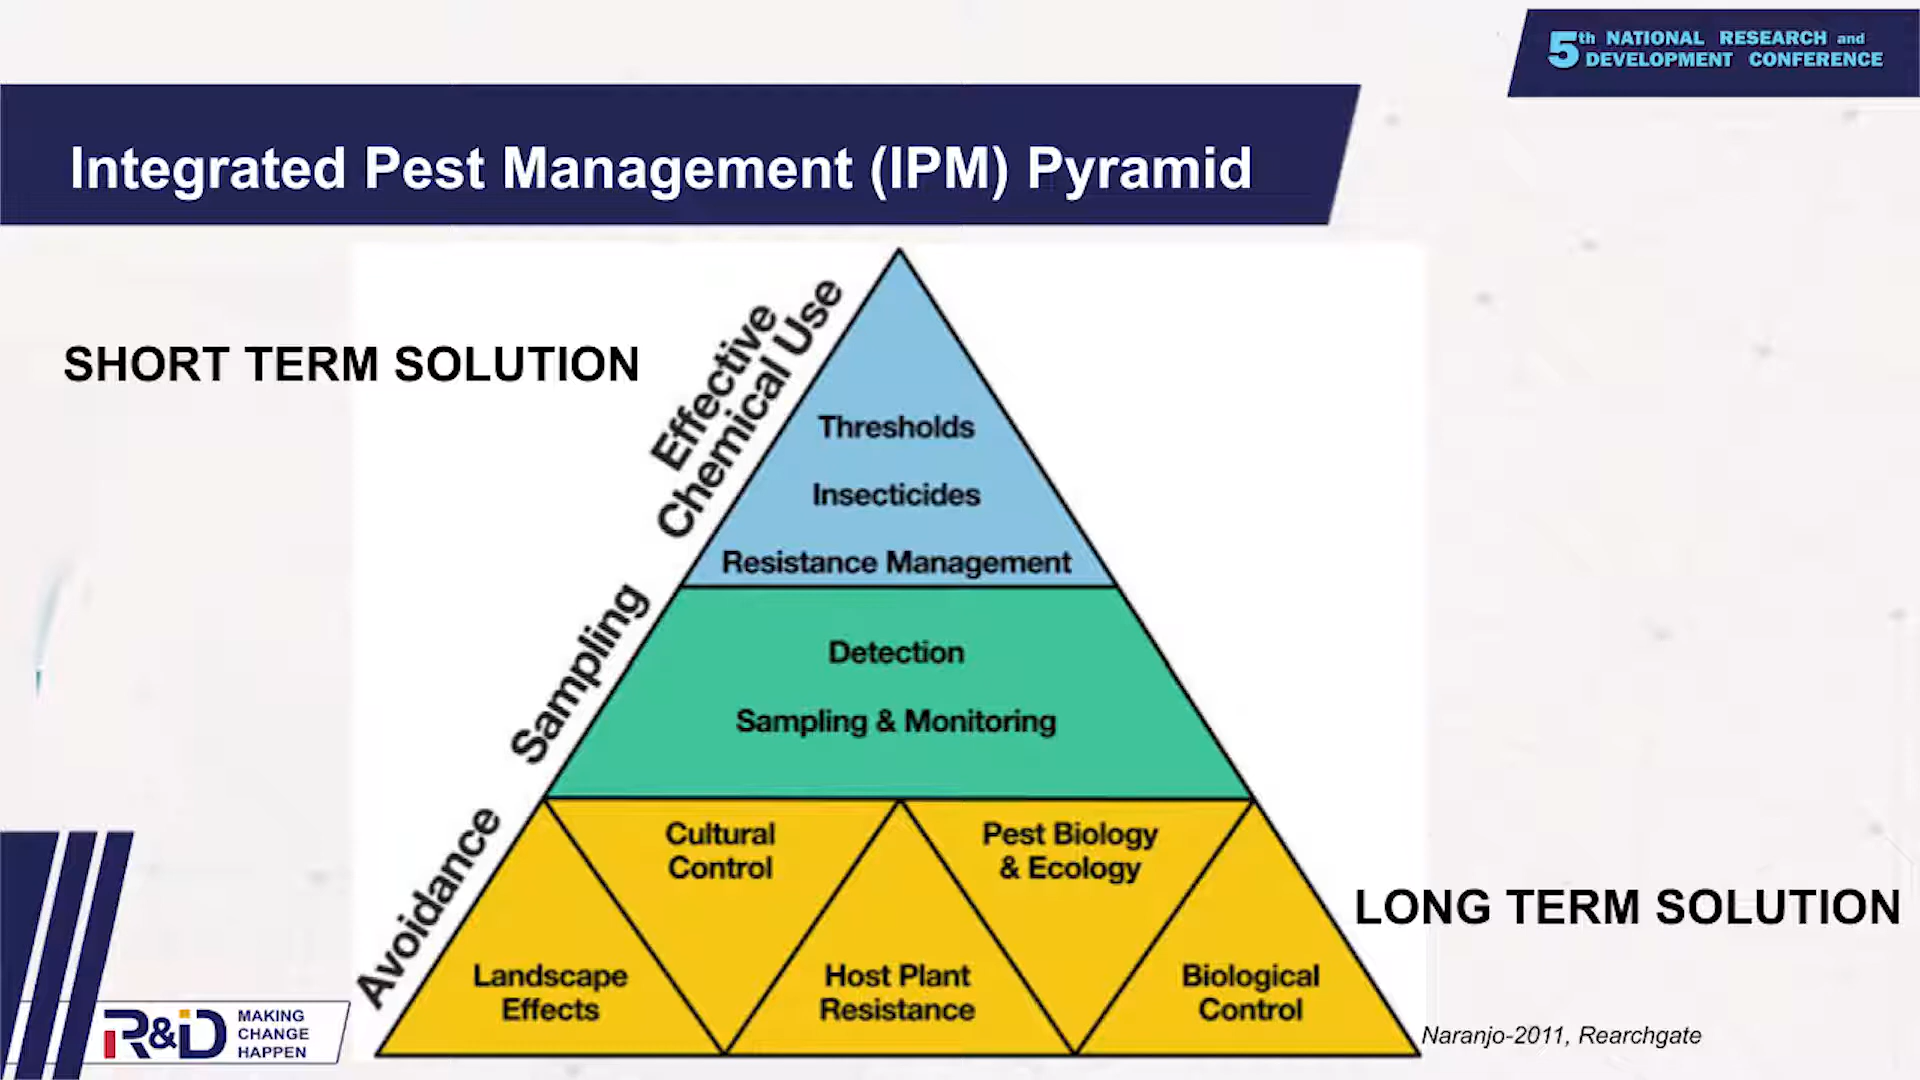 5th NATIONAL RESEARCH and
DEVELOPMENT CONFERENCE
Integrated Pest Management (IPM) Pyramid
SHORT TERM SOLUTION
Effective
Chemical Use
Thresholds
Insecticides
Resistance Management
Sampling
Detection
Sampling & Monitoring
Avoidance
Cultural
Control
Pest Biology
& Ecology
Landscape
Effects
Host Plant
Resistance
Biological
Control
LONG TERM SOLUTION
R&D
MAKING
CHANGE
HAPPEN
Naranjo-2011, Rearchgate